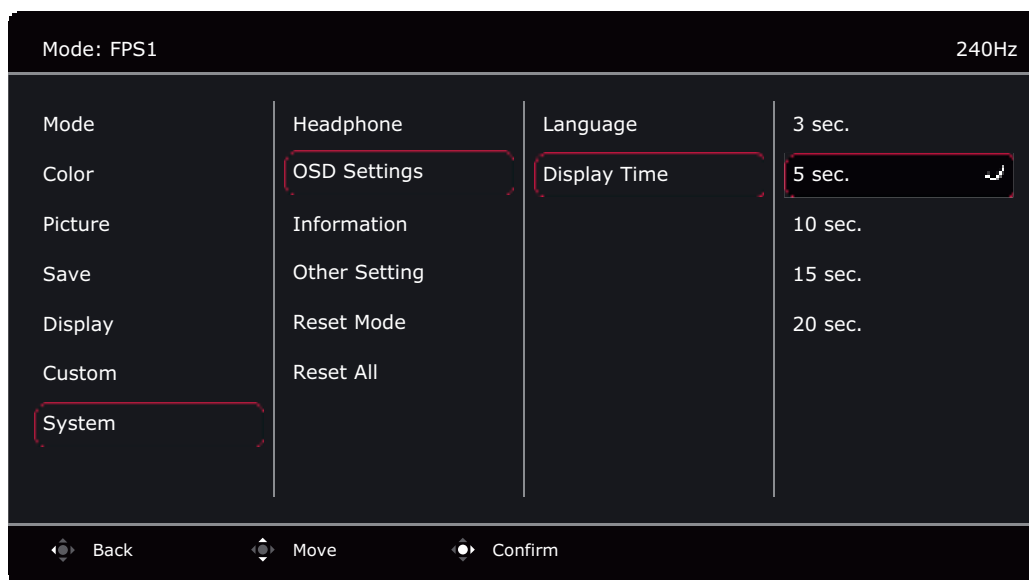 Mode: FPS1
240Hz
Mode
Color
Picture
Save
Display
Custom
System
Headphone
OSD Settings
Information
Other Setting
Reset Mode
Reset All
Language
Display Time
3 sec.
5 sec.
10 sec.
15 sec.
20 sec.
Back
Move
Confirm